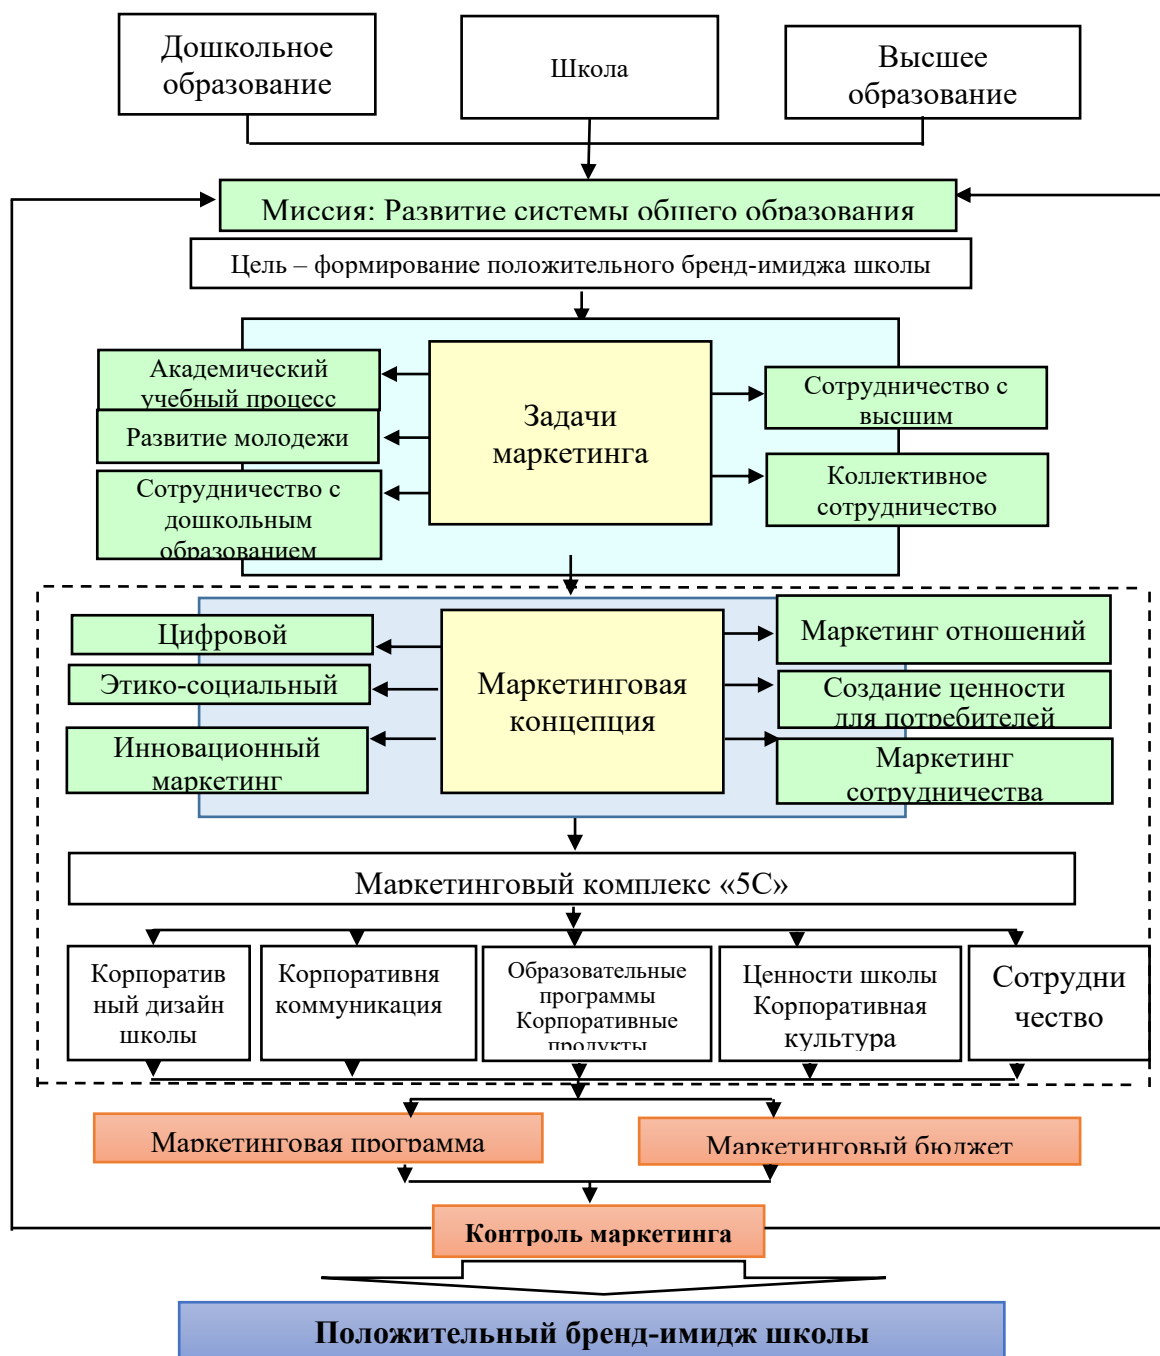 Дошкольное
образование
Школа
Высшее
образование
Миссия: Развитие системы общего образования
Цель – формирование положительного бренд-имиджа школы
Академический
учебный процесс
Развитие молодежи
Сотрудничество с
дошкольным
образованием
Задачи
маркетинга
Сотрудничество с
высшим
Коллективное
сотрудничество
Цифровой
Этико-социальный
Инновационный
маркетинг
Маркетинговая
концепция
Маркетинг отношений
Создание ценности
для потребителей
Маркетинг
сотрудничества
Маркетинговый комплекс «5С»
Корпоратив
ный дизайн
школы
Корпоративня
коммуникация
Образовательные
программы
Корпоративные
продукты
Ценности школы
Корпоративная
культура
Сотрудни
чество
Маркетинговая программа
Маркетинговый бюджет
Контроль маркетинга
Положительный бренд-имидж школы